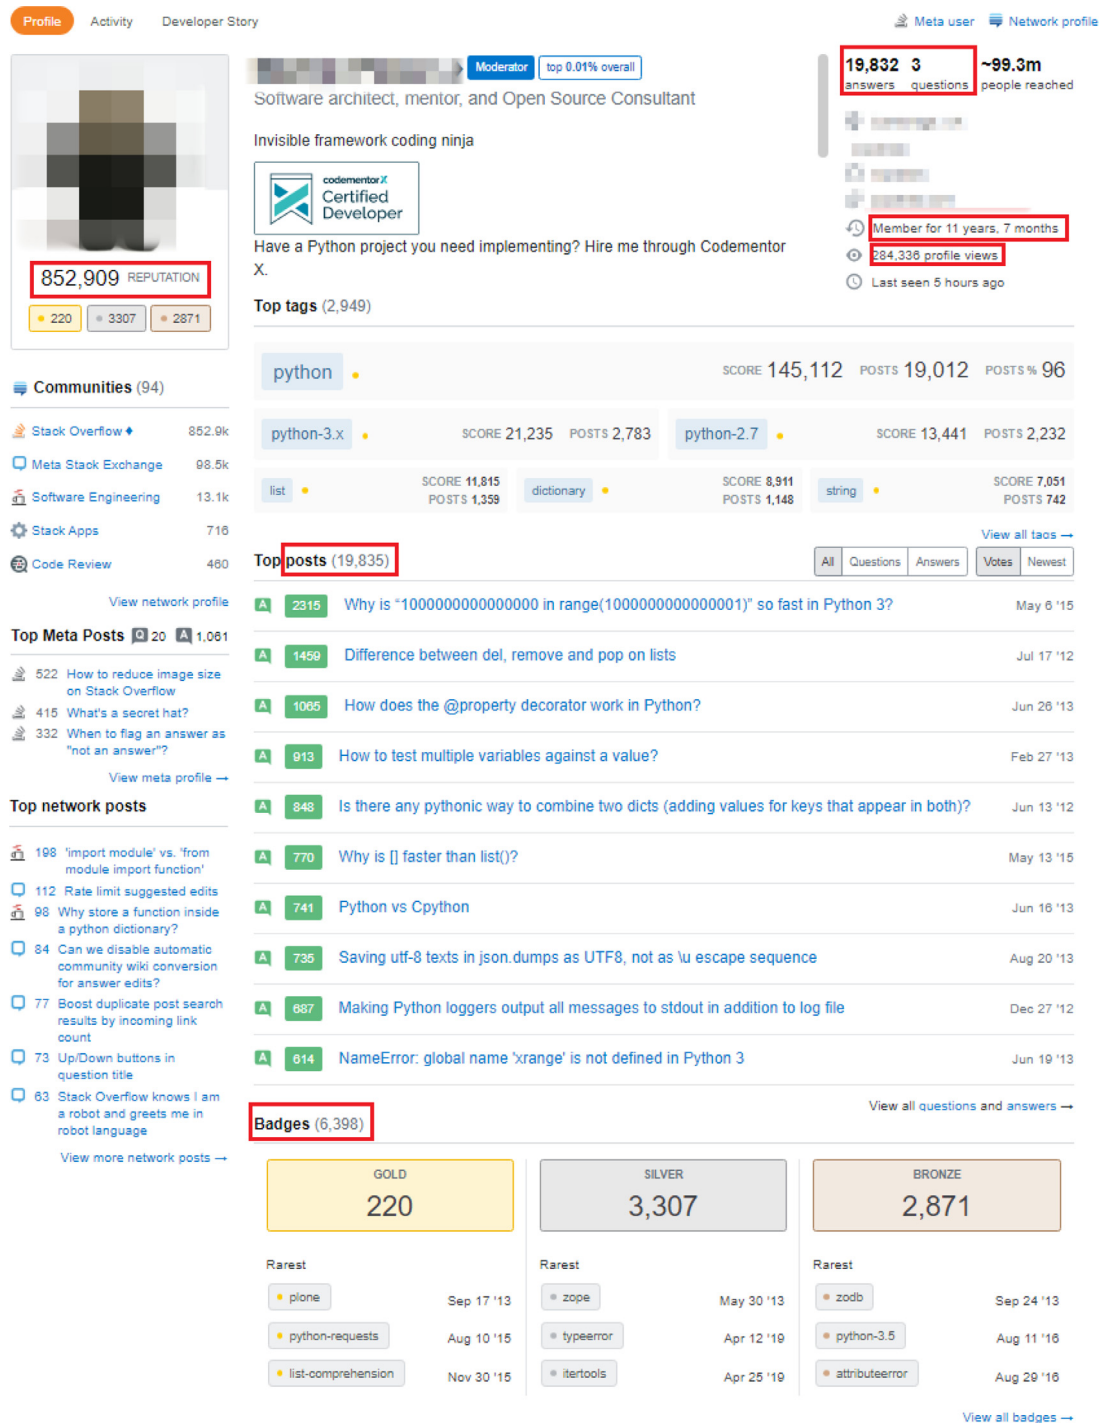 Profile Activity Developer Story
Meta user Network profile
Moderator top 0.01% overall
Software architect, mentor, and Open Source Consultant
Invisible framework coding ninja
codementorX
Certified
Developer
Have a Python project you need implementing? Hire me through Codementor
X.
19,832 3 ~99.3m
answers questions people reached
Member for 11 years, 7 months
284,336 profile views
Last seen 5 hours ago
852,909 REPUTATION
220 3307 2871
Communities (94)
Stack Overflow 852.9k
Meta Stack Exchange 98.5k
Software Engineering 13.1k
Stack Apps 716
Code Review 460
View network profile
Top Meta Posts Q 20 A 1,061
522 How to reduce image size
on Stack Overflow
415 What's a secret hat?
332 When to flag an answer as
"not an answer"?
View meta profile →
Top network posts
198 'import module' vs. 'from
module import function'
112 Rate limit suggested edits
98 Why store a function inside
a python dictionary?
84 Can we disable automatic
community wiki conversion
for answer edits?
77 Boost duplicate post search
results by incoming link
count
73 Up/Down buttons in
question title
63 Stack Overflow knows I am
a robot and greets me in
robot language
View more network posts →
Top tags (2,949)
python SCORE 145,112 POSTS 19,012 POSTS % 96
python-3.x SCORE 21,235 POSTS 2,783
python-2.7 SCORE 13,441 POSTS 2,232
list SCORE 11,815
POSTS 1,359
dictionary SCORE 8,911
POSTS 1,148
string SCORE 7,051
POSTS 742
View all tags →
Top posts (19,835) All Questions Answers Votes Newest
A 2315 Why is “1000000000000000 in range(1000000000000001)” so fast in Python 3? May 6 '15
A 1459 Difference between del, remove and pop on lists Jul 17 '12
A 1065 How does the @property decorator work in Python? Jun 26 '13
A 913 How to test multiple variables against a value? Feb 27 '13
A 848 Is there any pythonic way to combine two dicts (adding values for keys that appear in both)? Jun 13 '12
A 770 Why is [] faster than list()? May 13 '15
A 741 Python vs Cpython Jun 16 '13
A 735 Saving utf-8 texts in json.dumps as UTF8, not as \u escape sequence Aug 20 '13
A 687 Making Python loggers output all messages to stdout in addition to log file Dec 27 '12
A 614 NameError: global name 'xrange' is not defined in Python 3 Jun 19 '13
View all questions and answers →
Badges (6,398)
GOLD
220
Rarest
plone Sep 17 '13
python-requests Aug 10 '15
list-comprehension Nov 30 '15
SILVER
3,307
Rarest
zope May 30 '13
typeerror Apr 12 '19
itertools Apr 25 '19
BRONZE
2,871
Rarest
zodb Sep 24 '13
python-3.5 Aug 11 '16
attributeerror Aug 29 '16
View all badges →